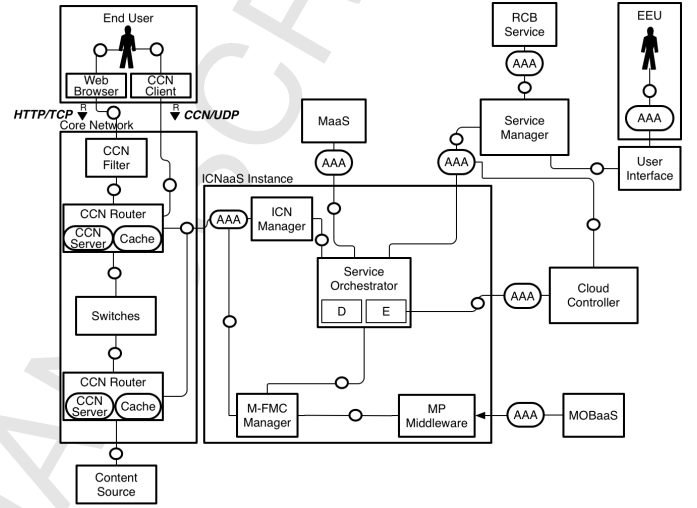 End User
Web
Browser
CCN
Client
HTTP/TCP
R
R
CCN/UDP
Core Network
CCN
Filter
CCN Router
CCN
Server
Cache
Switches
CCN Router
CCN
Server
Cache
Content
Source
ICNaaS Instance
AAA
ICN
Manager
MaaS
AAA
Service
Orchestrator
D
E
M-FMC
Manager
MP
Middleware
AAA
MOBaaS
AAA
Cloud
Controller
RCB
Service
AAA
Service
Manager
AAA
EEU
AAA
User
Interface